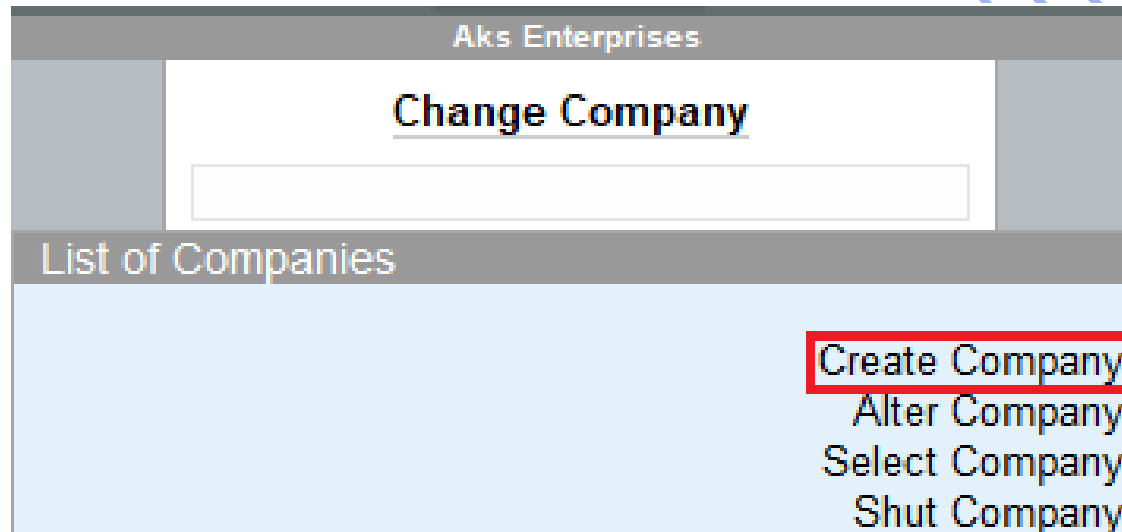 Aks Enterprises
Change Company
List of Companies
Create Company
Alter Company
Select Company
Shut Company